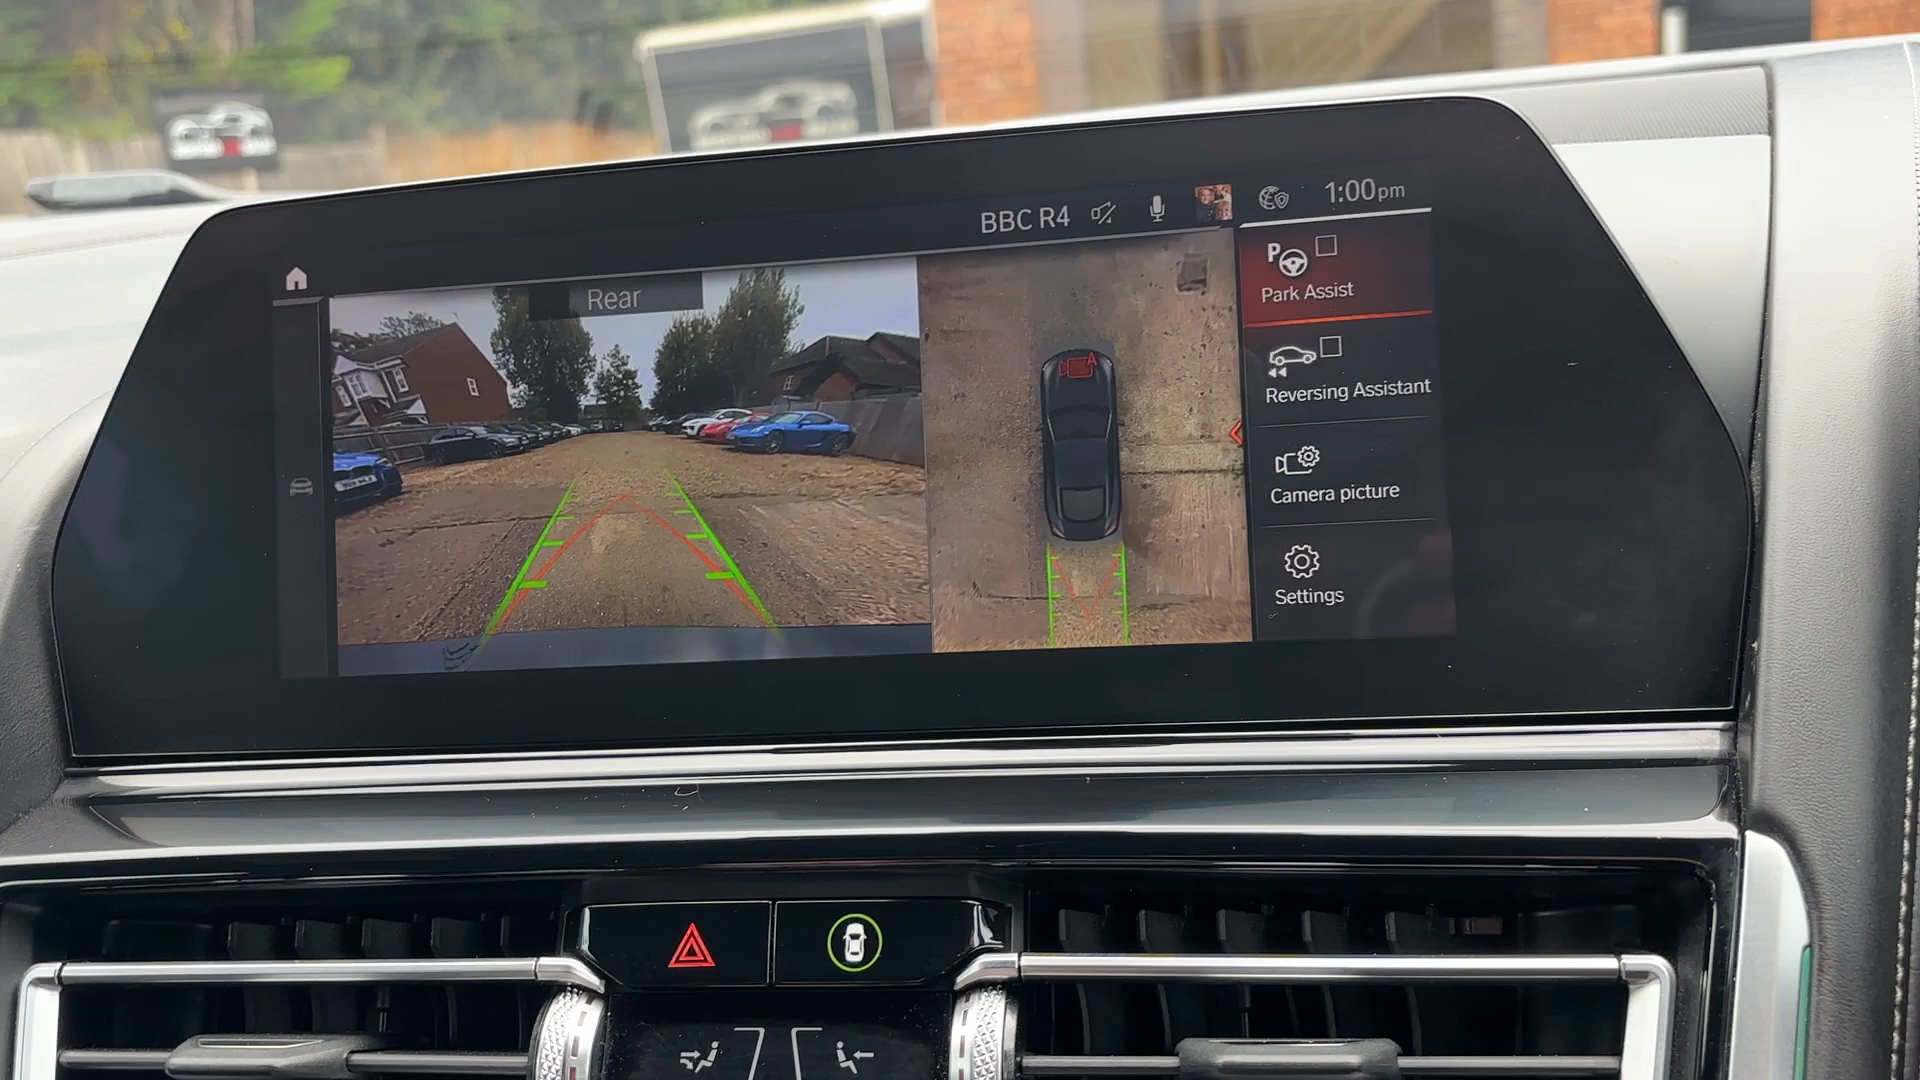 BBC R4
1:00pm
Rear
P
Park Assist
Reversing Assistant
Camera picture
Settings
A